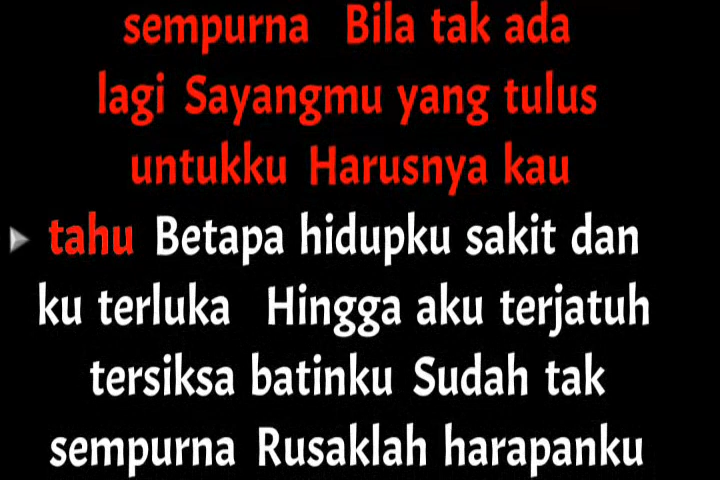 sempurna Bila tak ada
lagi Sayangmu yang tulus
untukku Harusnya kau
tahu Betapa hidupku sakit dan
ku terluka Hingga aku terjatuh
tersiksa batinku Sudah tak
sempurna Rusaklah harapanku